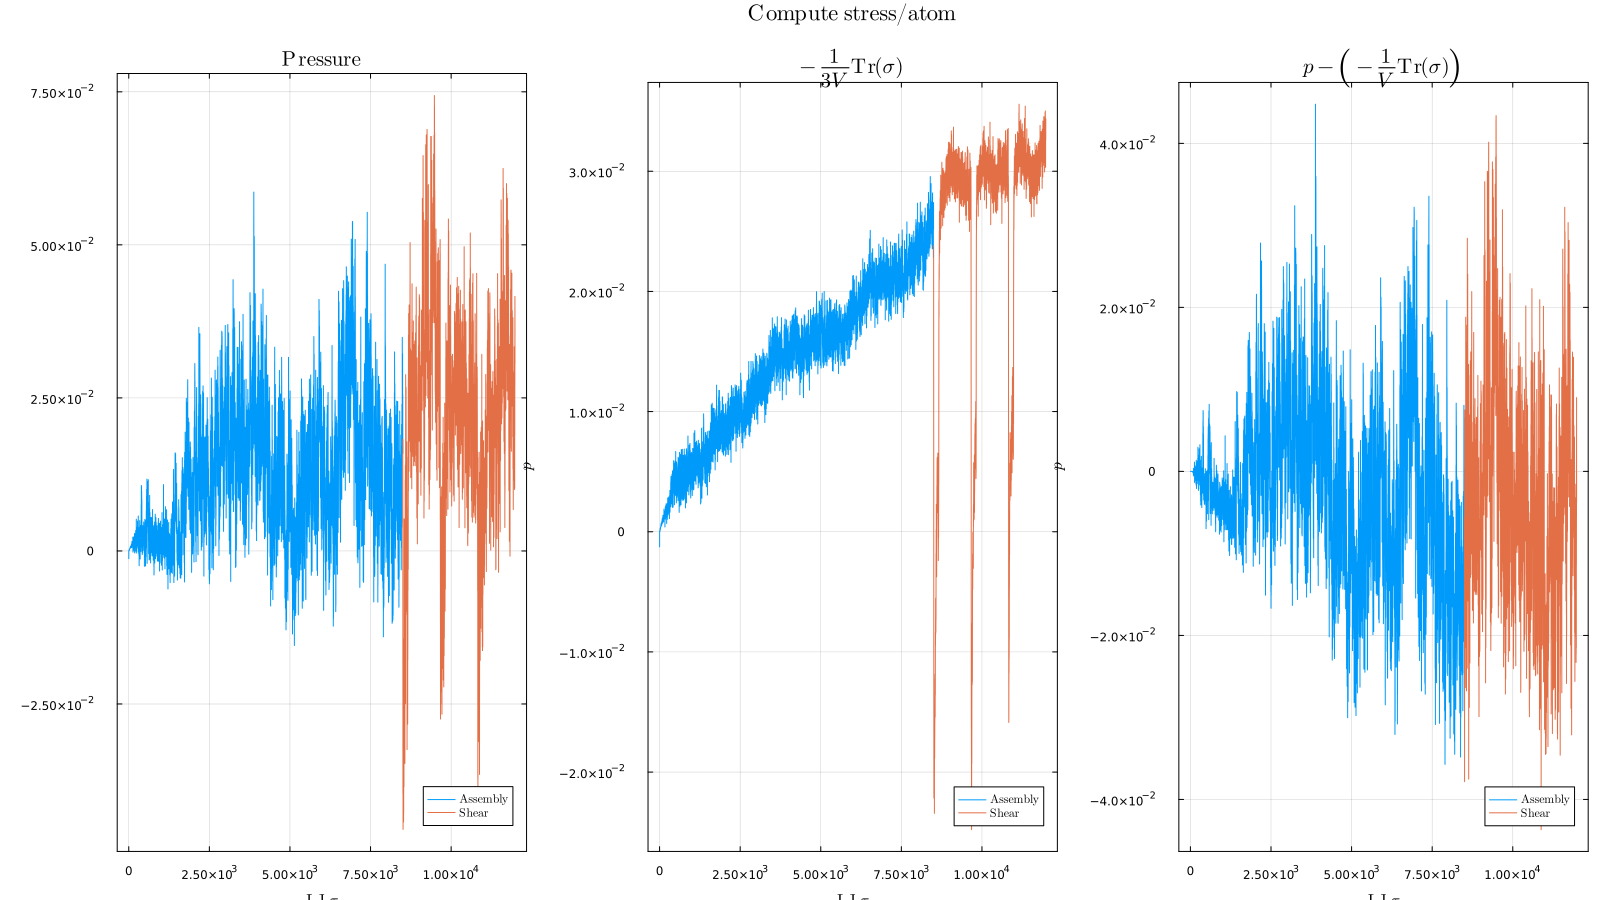 Compute stress/atom
Pressure
7.50×10⁻²
5.00×10⁻²
2.50×10⁻²
0
−2.50×10⁻²
0 2.50×10³ 5.00×10³ 7.50×10³ 1.00×10⁴
Assembly
Shear
p
− 1/3V Tr(σ)
3.0×10⁻²
2.0×10⁻²
1.0×10⁻²
0
−1.0×10⁻²
−2.0×10⁻²
0 2.50×10³ 5.00×10³ 7.50×10³ 1.00×10⁴
Assembly
Shear
p
p − ( − 1/V Tr(σ) )
4.0×10⁻²
2.0×10⁻²
0
−2.0×10⁻²
−4.0×10⁻²
0 2.50×10³ 5.00×10³ 7.50×10³ 1.00×10⁴
Assembly
Shear